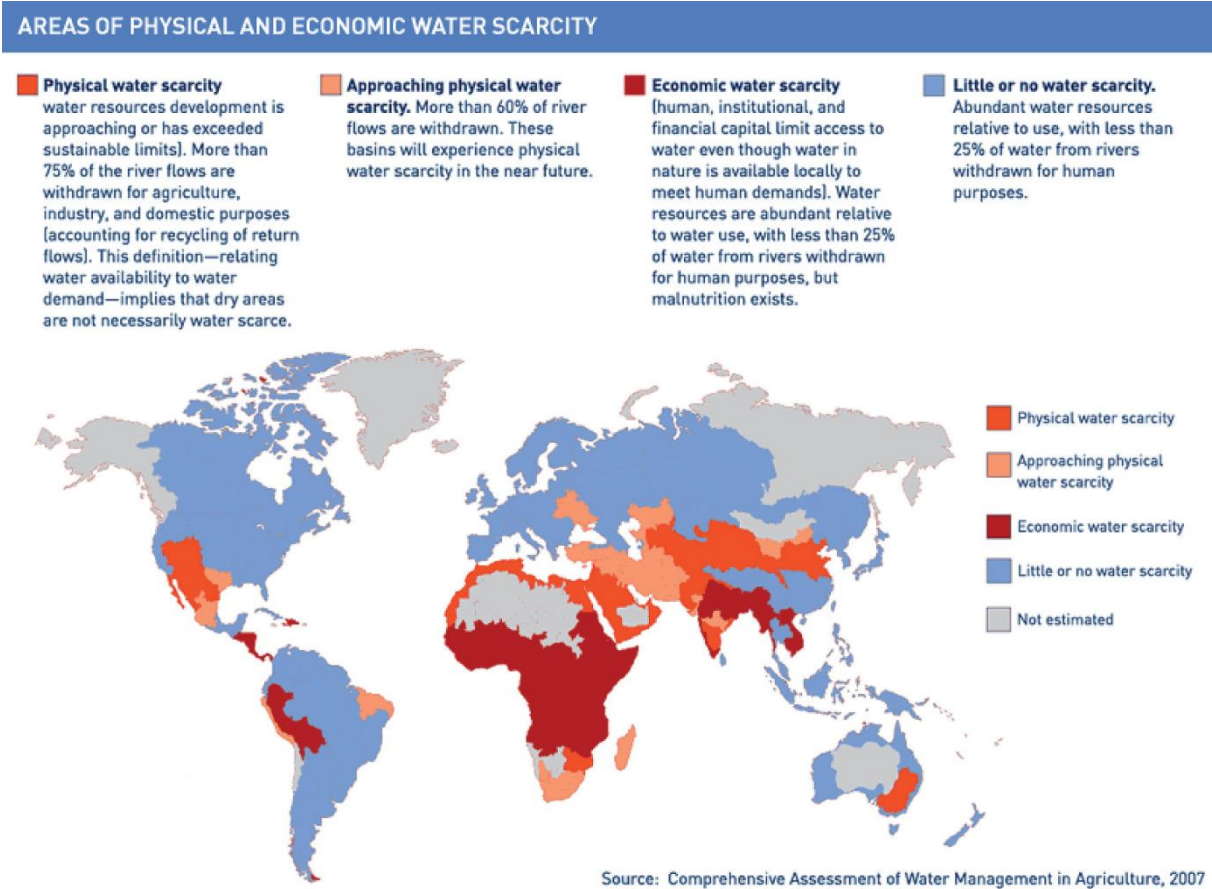 AREAS OF PHYSICAL AND ECONOMIC WATER SCARCITY
Physical water scarcity
water resources development is
approaching or has exceeded
sustainable limits). More than
75% of the river flows are
withdrawn for agriculture,
industry, and domestic purposes
(accounting for recycling of return
flows). This definition—relating
water availability to water
demand—implies that dry areas
are not necessarily water scarce.
Approaching physical water
scarcity. More than 60% of river
flows are withdrawn. These
basins will experience physical
water scarcity in the near future.
Economic water scarcity
(human, institutional, and
financial capital limit access to
water even though water in
nature is available locally to
meet human demands). Water
resources are abundant relative
to water use, with less than 25%
of water from rivers withdrawn
for human purposes, but
malnutrition exists.
Little or no water scarcity.
Abundant water resources
relative to use, with less than
25% of water from rivers
withdrawn for human
purposes.
Physical water scarcity
Approaching physical
water scarcity
Economic water scarcity
Little or no water scarcity
Not estimated
Source: Comprehensive Assessment of Water Management in Agriculture, 2007